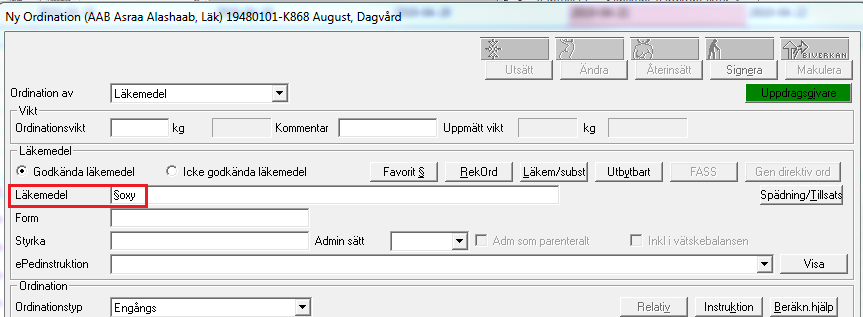 Ny Ordination (AAB Asraa Alashaab, Läk) 19480101-K868 August, Dagvård
BIVERKAN
Utsätt Ändra Återinsätt Signera Makulera
Ordination av Läkemedel Uppdragsgivare
Vikt
Ordinationsvikt kg Kommentar Uppmätt vikt kg
Läkemedel
Godkända läkemedel Icke godkända läkemedel Favorit § RekOrd Läkem/subst Utbytbart FASS Gen direktiv ord
Läkemedel §oxy Spädning/Tillsats
Form
Styrka Admin sätt Adm som parenteralt Inkl i vätskebalansen
ePedinstruktion Visa
Ordination
Ordinationstyp Engångs Relativ Instruktion Beräkn.hjälp